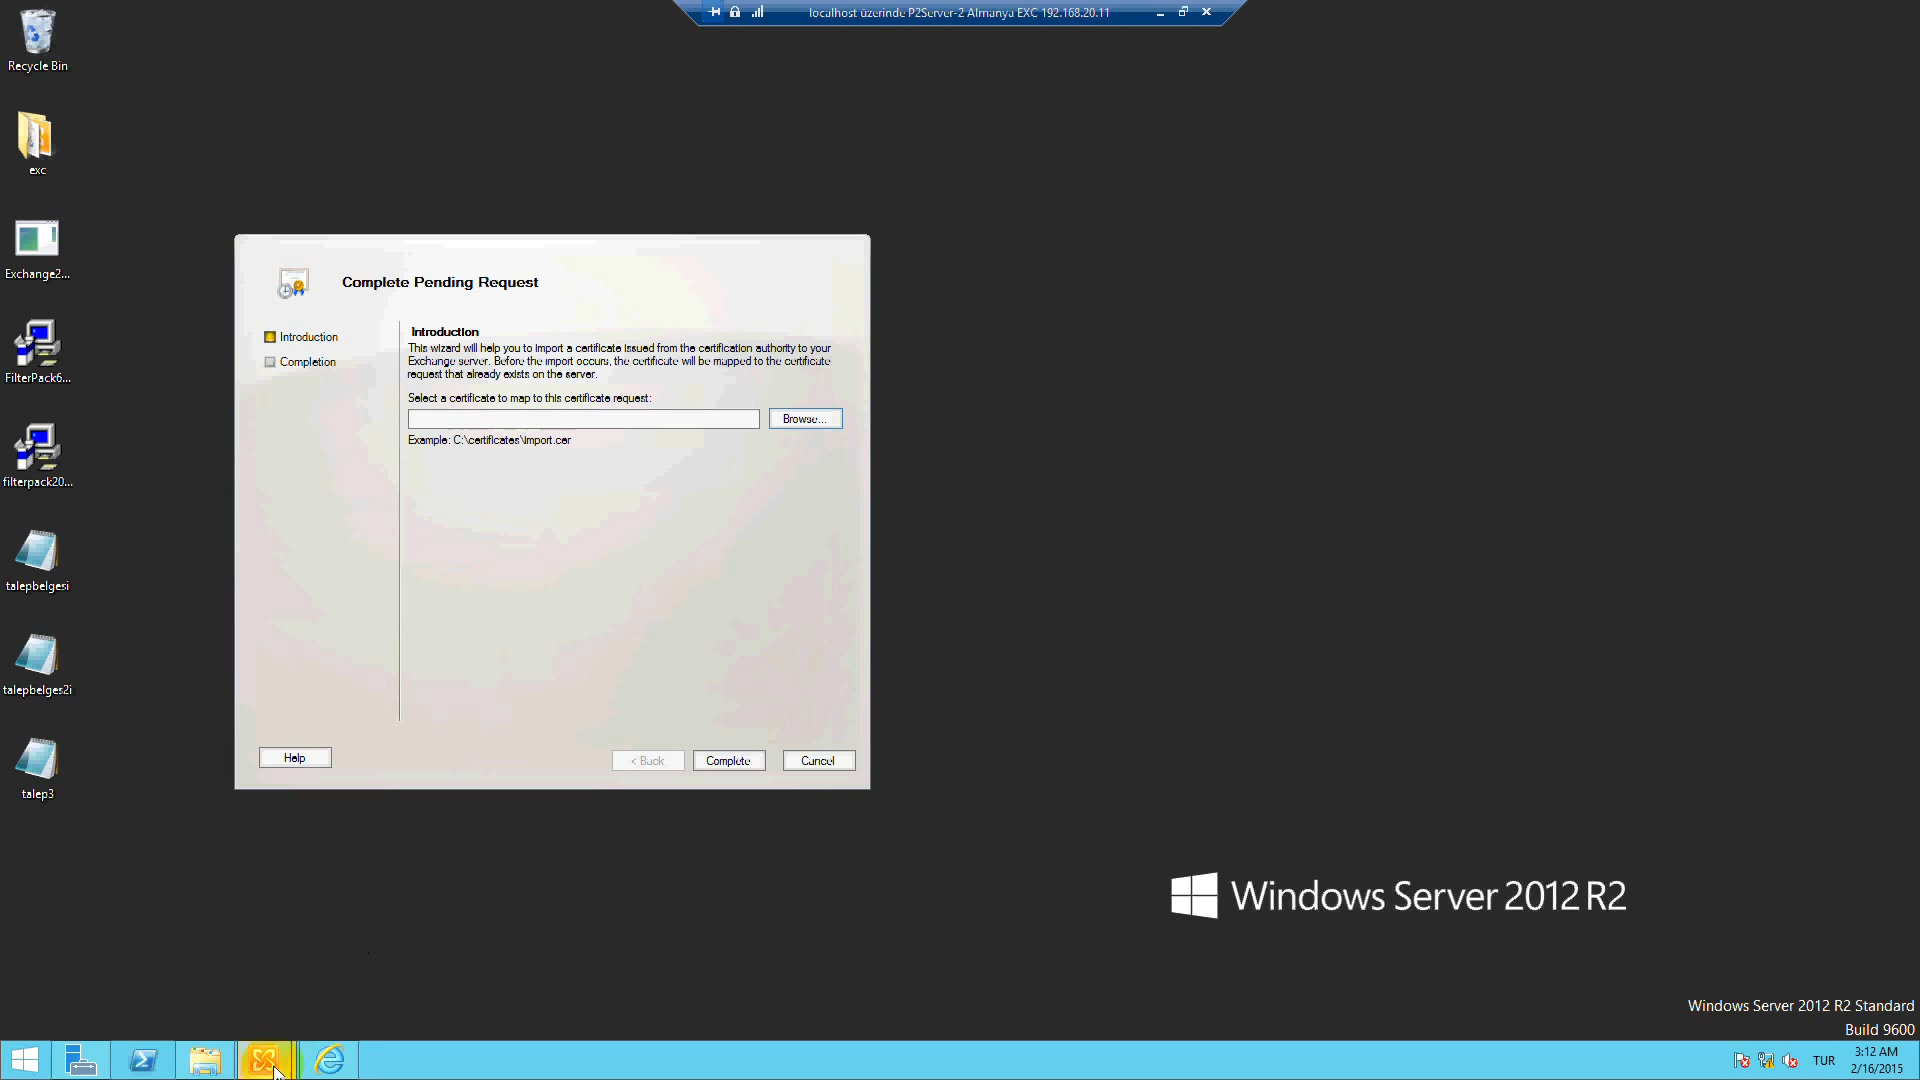 localhost üzerinde P2Server-2 Almanya EXC 192.168.20.11
Recycle Bin
exc
Exchange2...
FilterPack6...
filterpack20...
talepbelgesi
talepbelges2i
talep3
Complete Pending Request
Introduction
Completion
Introduction
This wizard will help you to import a certificate issued from the certification authority to your
Exchange server. Before the import occurs, the certificate will be mapped to the certificate
request that already exists on the server.
Select a certificate to map to this certificate request:
Browse...
Example: C:\certificates\import.cer
Help
< Back
Complete
Cancel
Windows Server 2012 R2
Windows Server 2012 R2 Standard
Build 9600
TUR
3:12 AM
2/16/2015